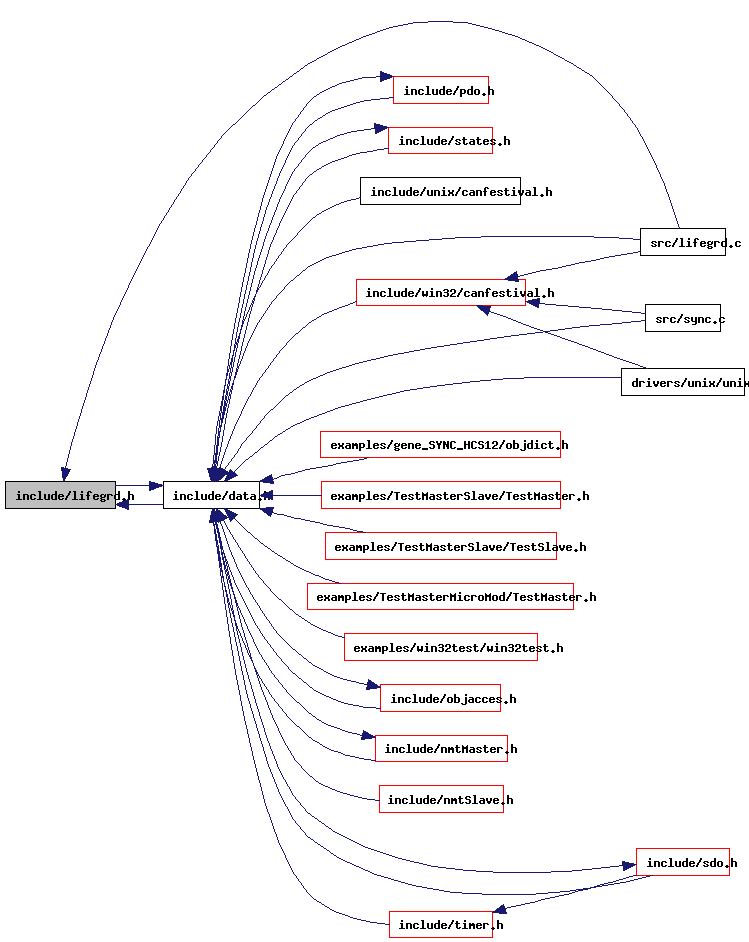 include/pdo.h
include/states.h
include/unix/canfestival.h
src/lifegrd.c
include/win32/canfestival.h
src/sync.c
drivers/unix/unix
examples/gene_SYNC_HCS12/objdict.h
include/lifegrd.h
include/data.h
examples/TestMasterSlave/TestMaster.h
examples/TestMasterSlave/TestSlave.h
examples/TestMasterMicroMod/TestMaster.h
examples/win32test/win32test.h
include/objacces.h
include/nmtMaster.h
include/nmtSlave.h
include/sdo.h
include/timer.h